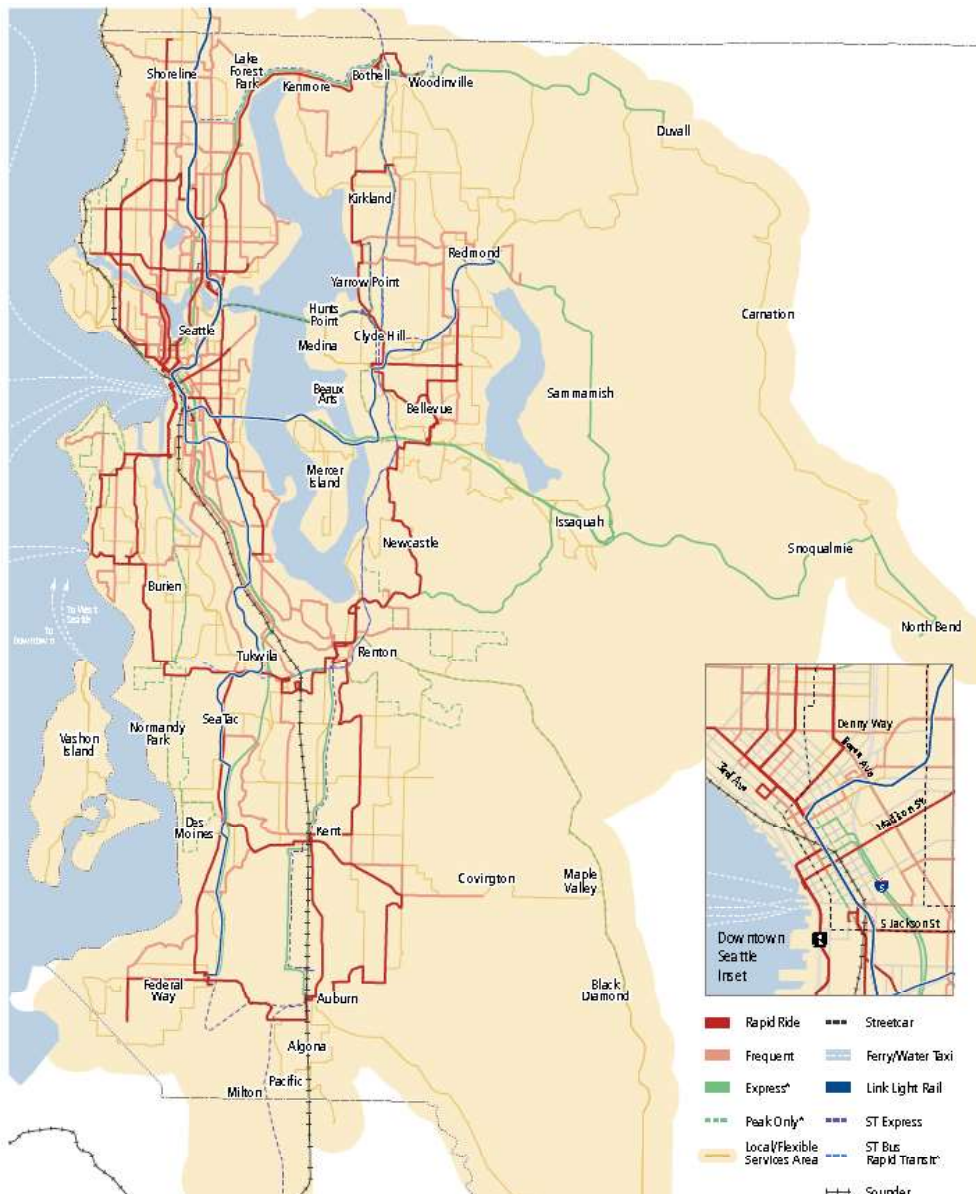 Shoreline
Lake
Forest
Park
Kenmore
Bothell
Woodinville
Duvall
Kirkland
Redmond
Yarrow Point
Hunts
Point
Carnation
Seattle
Clyde Hill
Medina
Beaux
Arts
Sammamish
Bellevue
Mercer
Island
Issaquah
Newcastle
Snoqualmie
Burien
To West
Seattle
To
Downtown
North Bend
Tukwila
Renton
SeaTac
Normandy
Park
Vashon
Island
Des
Moines
Kent
Covington
Maple
Valley
Federal
Way
Auburn
Black
Diamond
Algona
Pacific
Milton
Denny Way
Boren Ave
3rd Ave
Madison St
5
S Jackson St
Downtown
Seattle
Inset
Rapid Ride
Streetcar
Frequent
Ferry/Water Taxi
Express^
Link Light Rail
Peak Only^
ST Express
Local/Flexible
Services Area
ST Bus
Rapid Transit^
Sounder